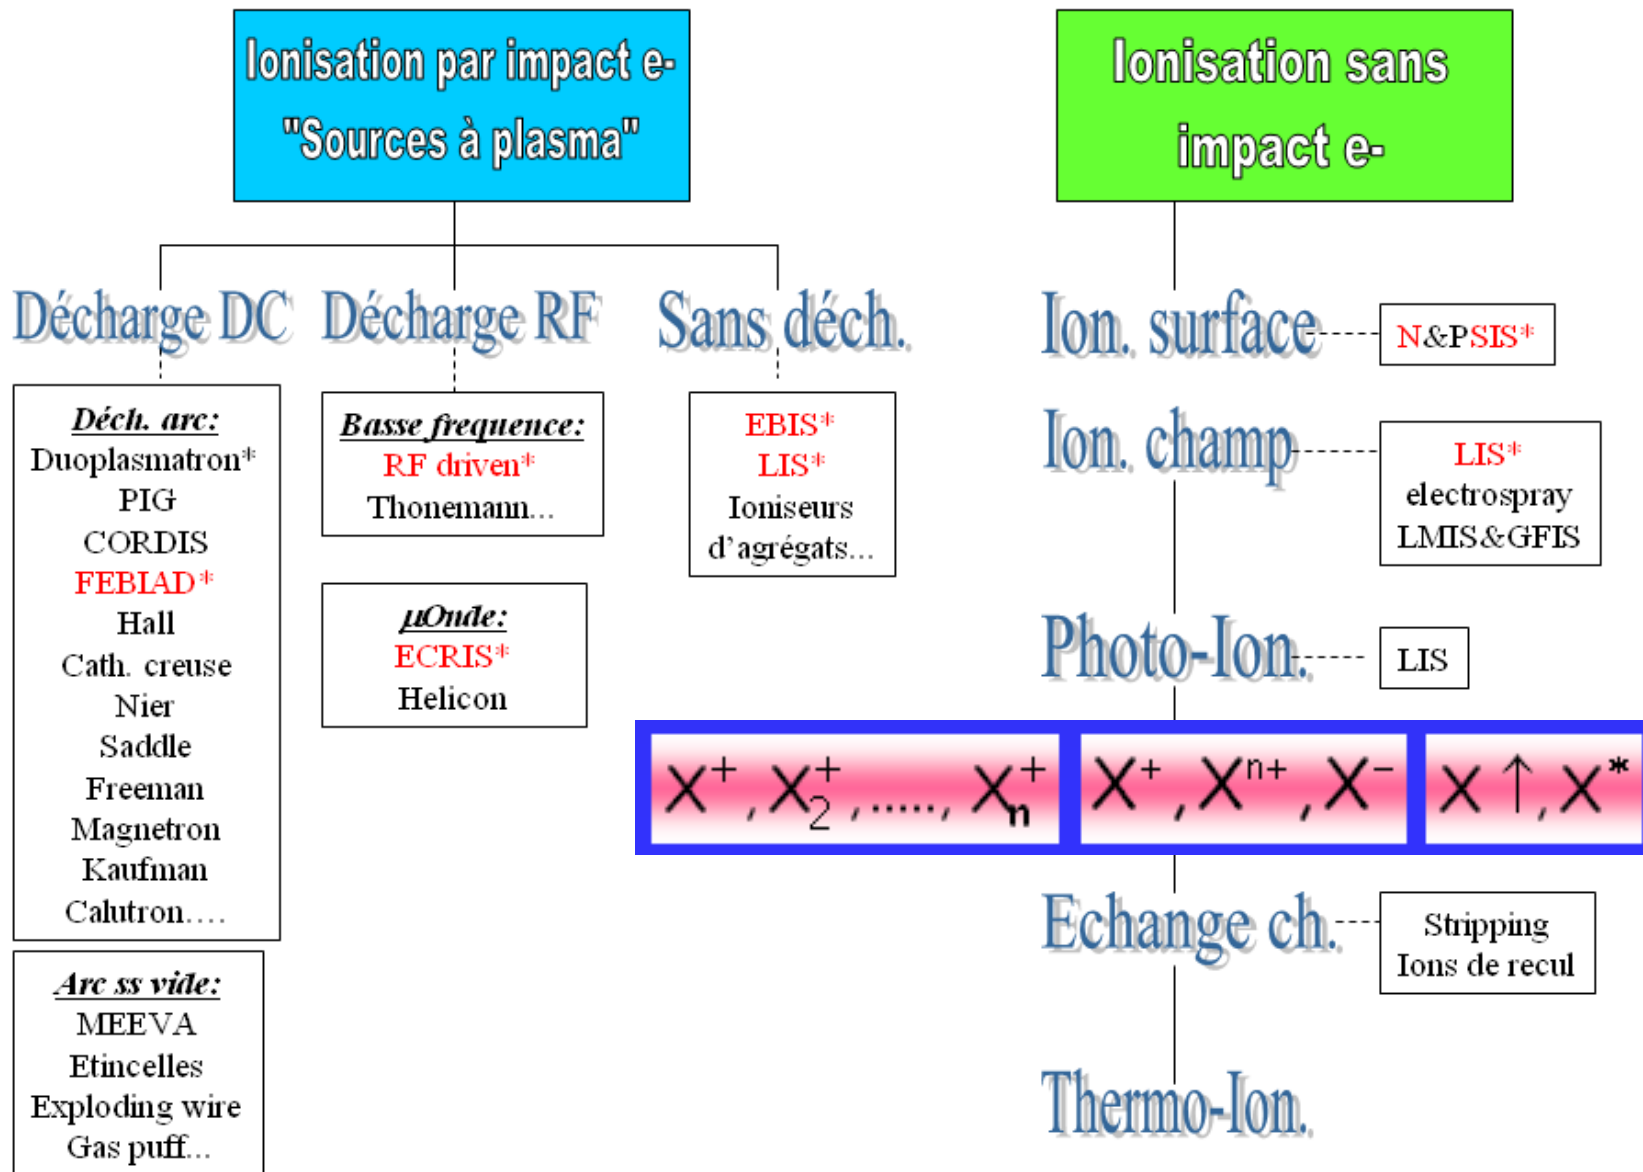 Ionisation par impact e-
"Sources à plasma"
Décharge DC
Déch. arc:
Duoplasmatron*
PIG
CORDIS
FEBIAD*
Hall
Cath. creuse
Nier
Saddle
Freeman
Magnetron
Kaufman
Calutron....
Arc ss vide:
MEEVA
Etincelles
Exploding wire
Gas puff...
Décharge RF
Basse frequence:
RF driven*
Thonemann...
µOnde:
ECRIS*
Helicon
Sans déch.
EBIS*
LIS*
Ioniseurs
d’agrégats...
Ionisation sans
impact e-
Ion. surface
N&PSIS*
Ion. champ
LIS*
electrospray
LMIS&GFIS
Photo-Ion.
LIS
X⁺, X₂⁺, ....., Xₙ⁺
X⁺, Xⁿ⁺, X⁻
X ↑, X*
Echange ch.
Stripping
Ions de recul
Thermo-Ion.